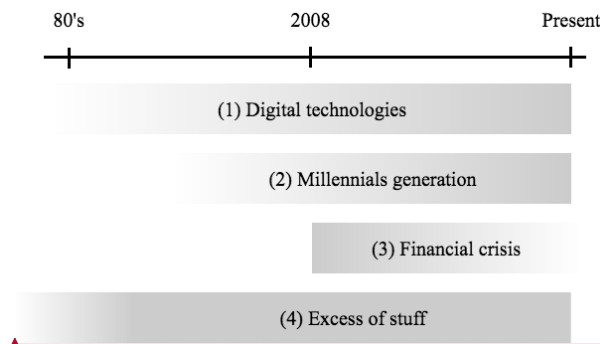 80's 2008 Present
(1) Digital technologies
(2) Millennials generation
(3) Financial crisis
(4) Excess of stuff